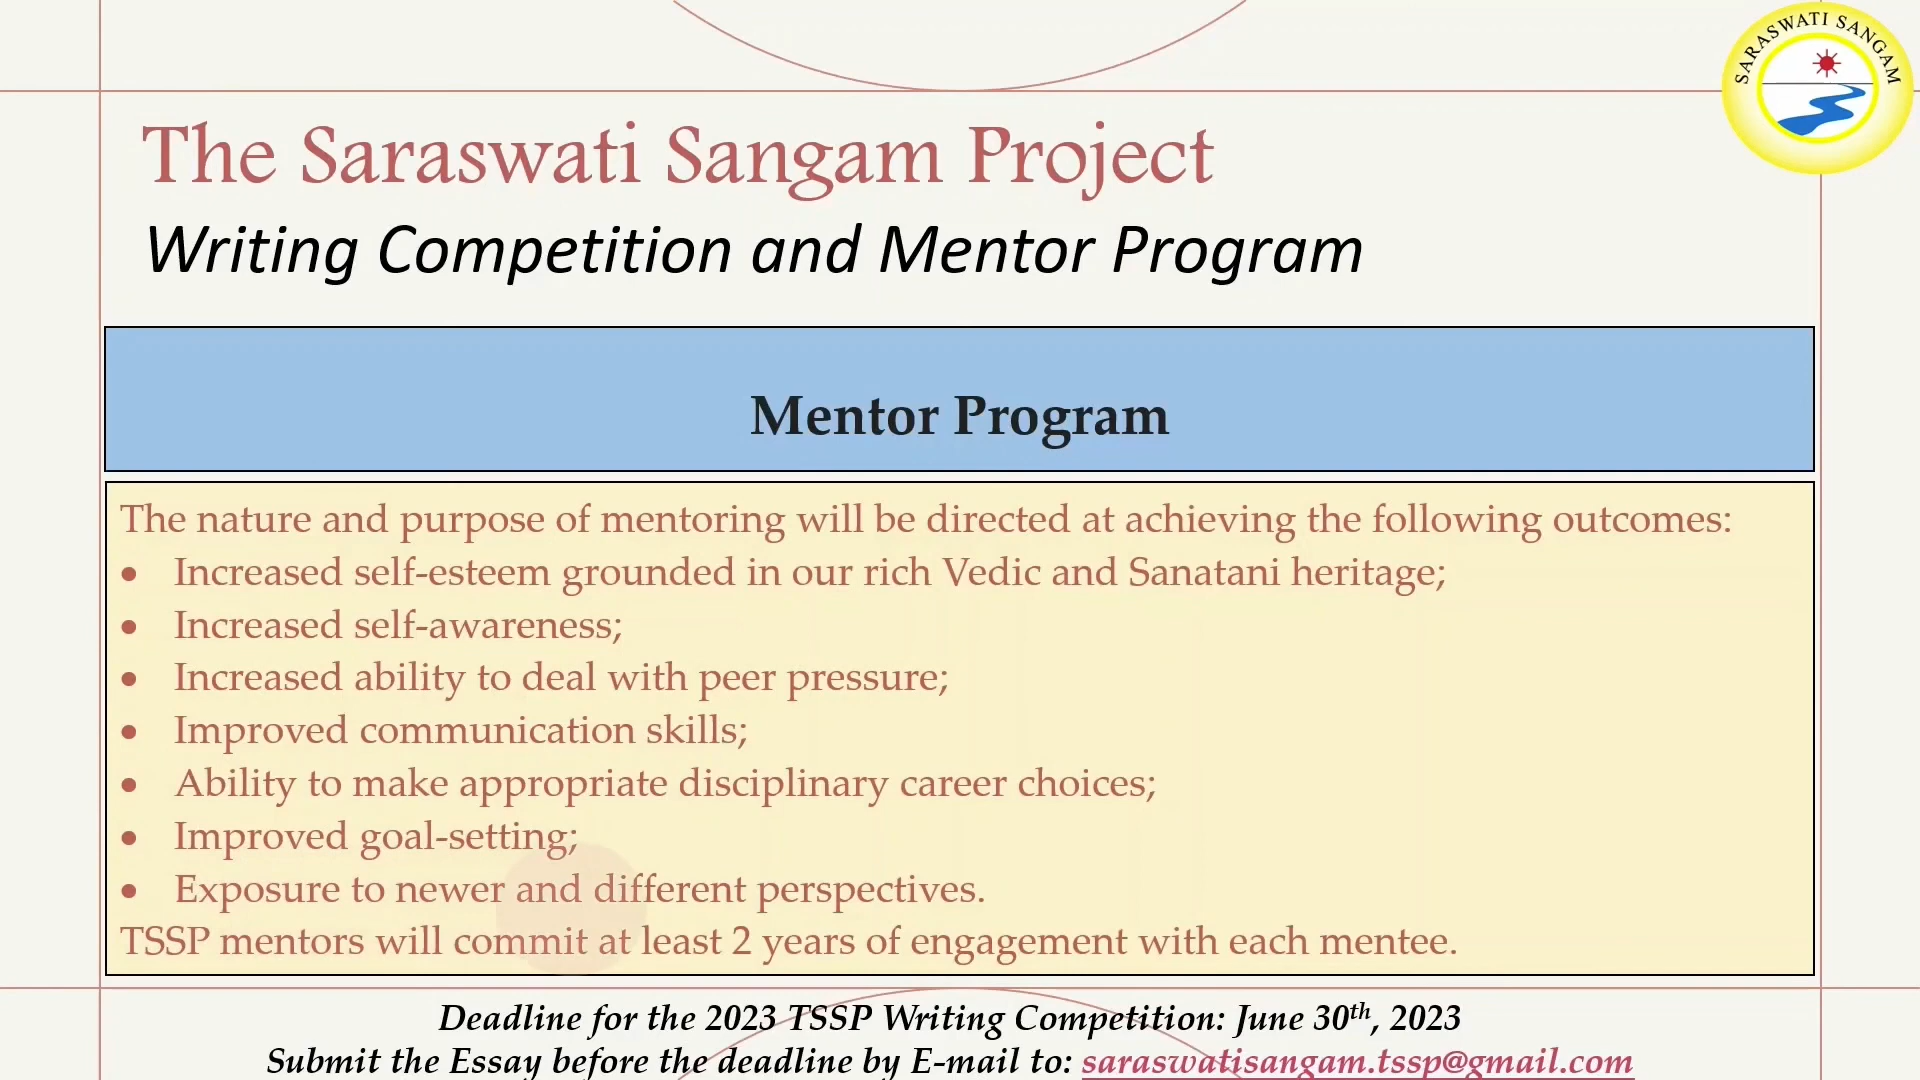 SARASWATI SANGAM
The Saraswati Sangam Project
Writing Competition and Mentor Program
Mentor Program
The nature and purpose of mentoring will be directed at achieving the following outcomes:
• Increased self-esteem grounded in our rich Vedic and Sanatani heritage;
• Increased self-awareness;
• Increased ability to deal with peer pressure;
• Improved communication skills;
• Ability to make appropriate disciplinary career choices;
• Improved goal-setting;
• Exposure to newer and different perspectives.
TSSP mentors will commit at least 2 years of engagement with each mentee.
Deadline for the 2023 TSSP Writing Competition: June 30th, 2023
Submit the Essay before the deadline by E-mail to: saraswatisangam.tssp@gmail.com